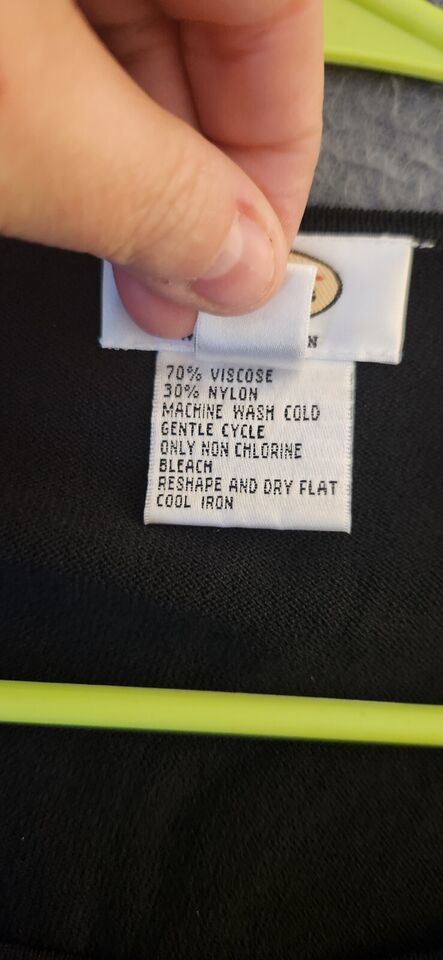 N
70% VISCOSE
30% NYLON
MACHINE WASH COLD
GENTLE CYCLE
ONLY NON CHLORINE
BLEACH
RESHAPE AND DRY FLAT
COOL IRON